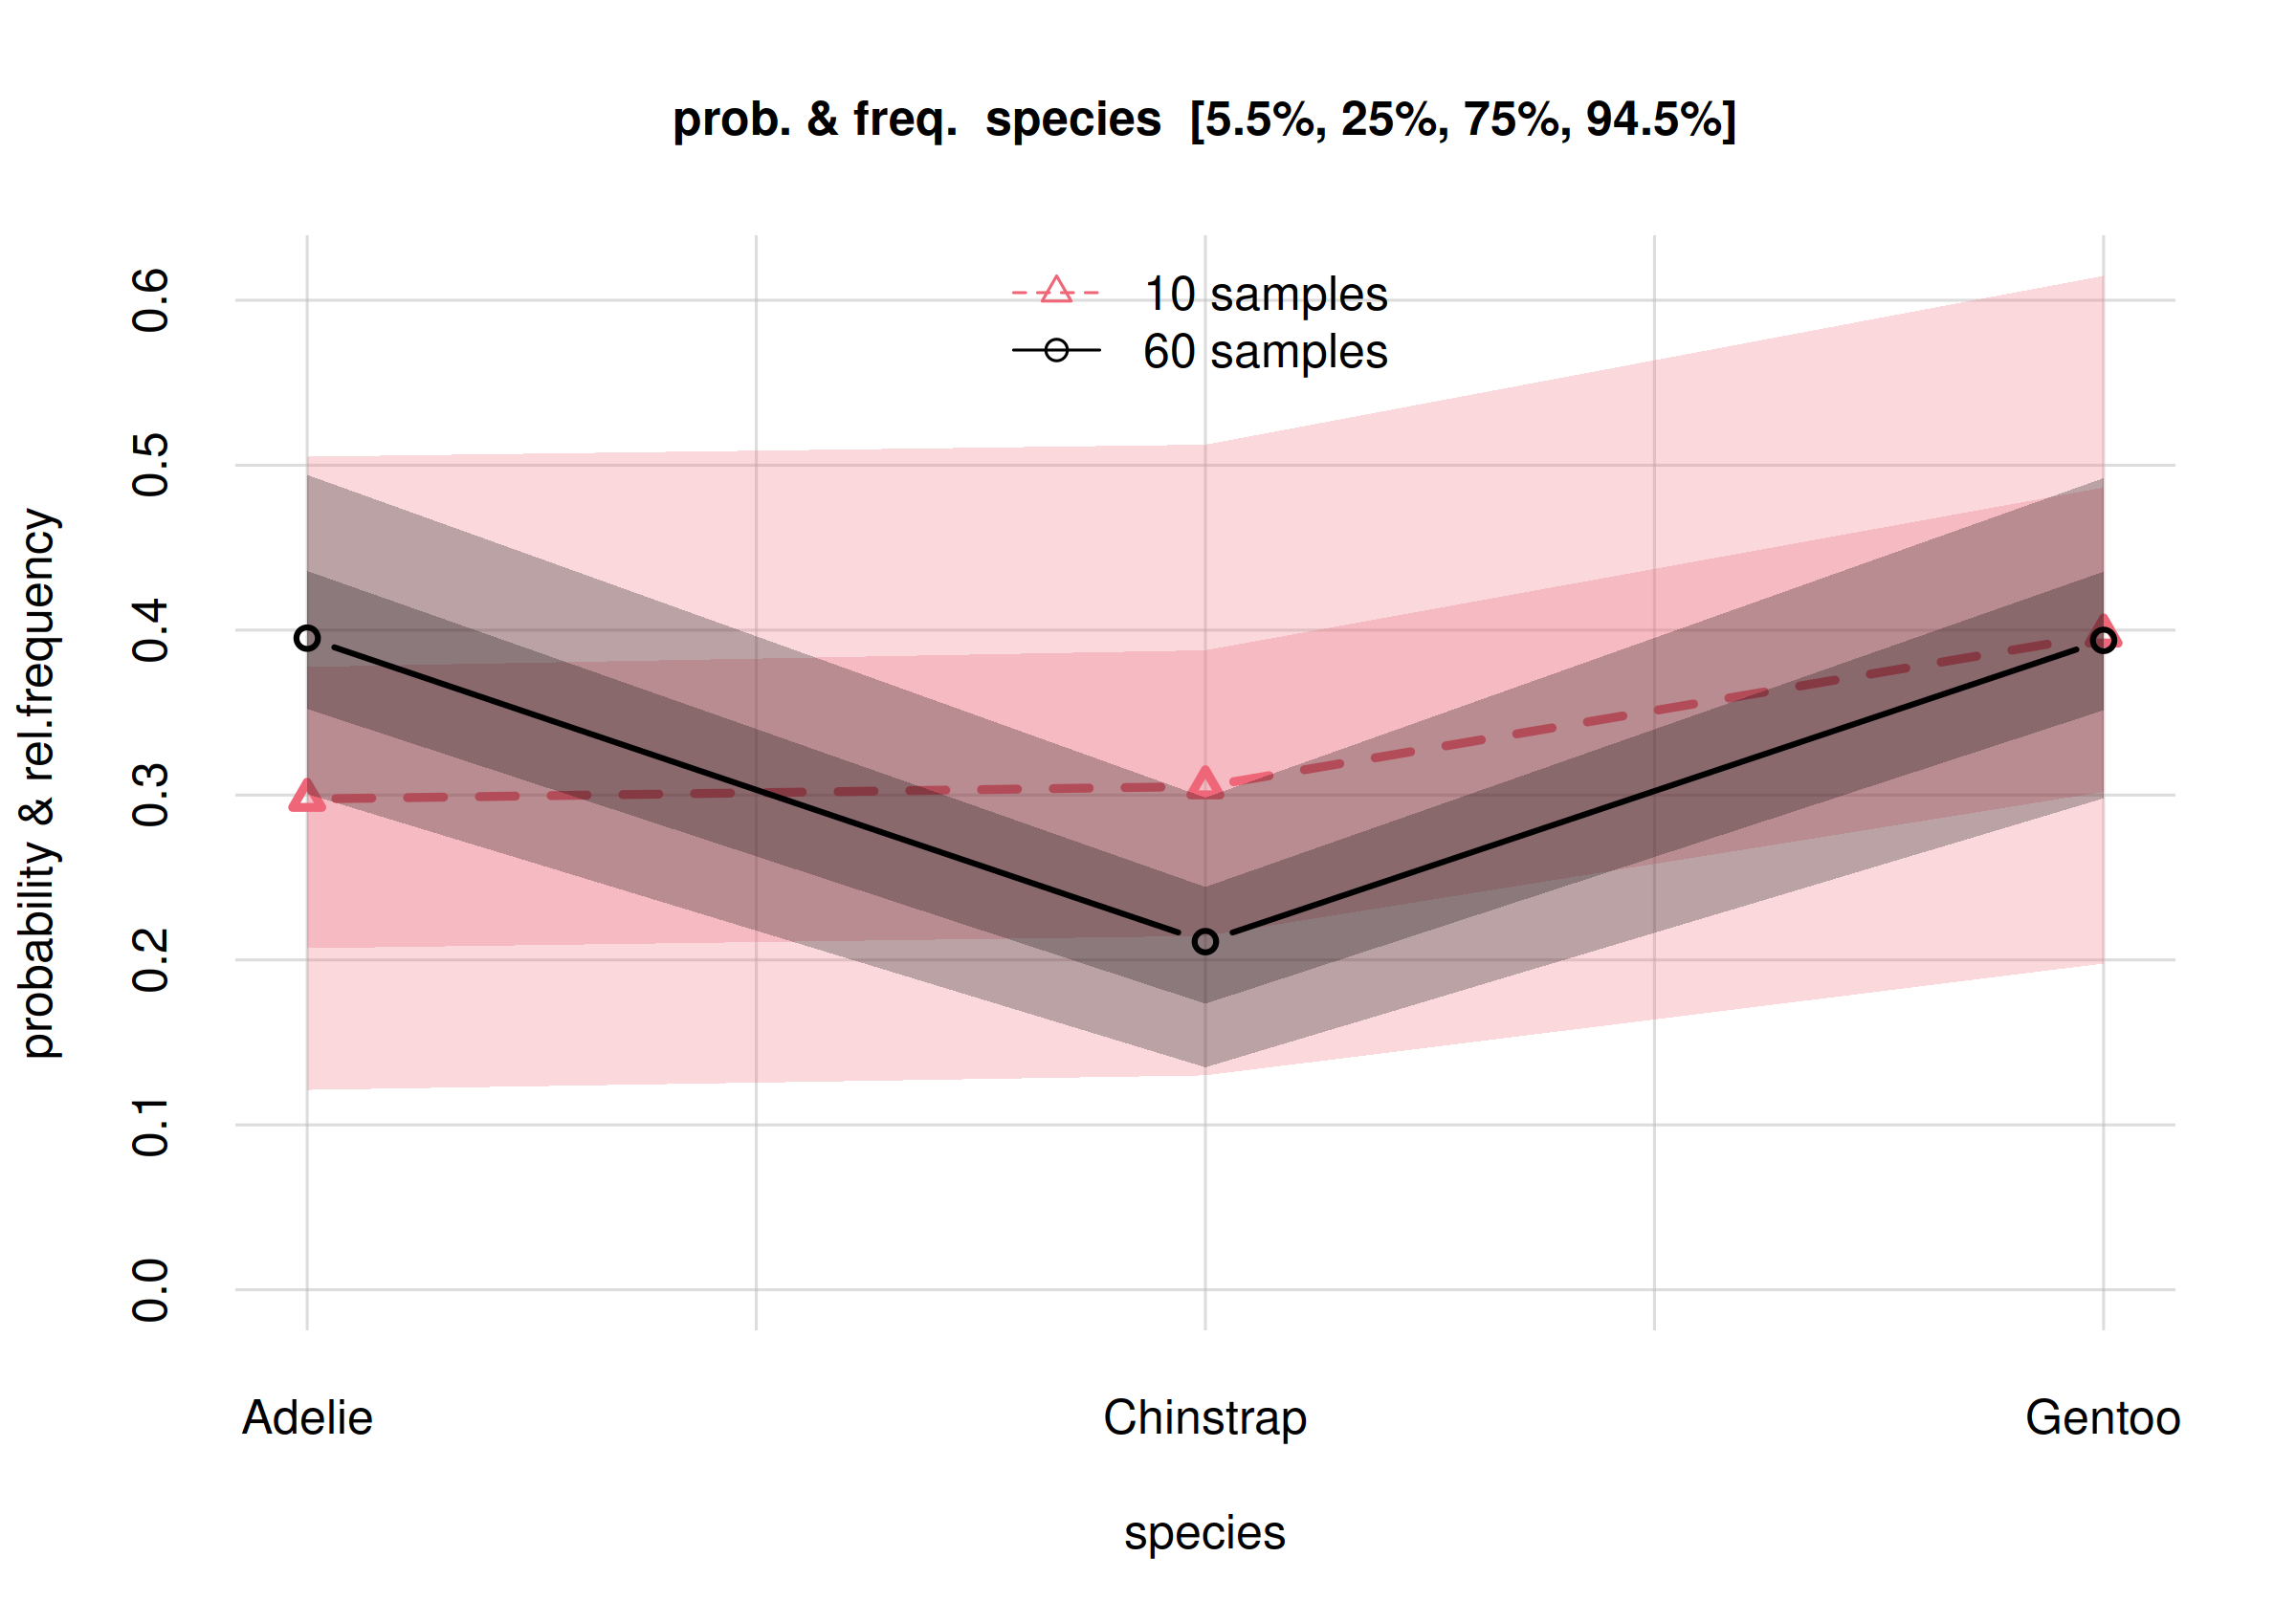 prob. & freq.  species  [5.5%, 25%, 75%, 94.5%]
10 samples
60 samples
probability & rel.frequency
0.6
0.5
0.4
0.3
0.2
0.1
0.0
Adelie Chinstrap Gentoo
species